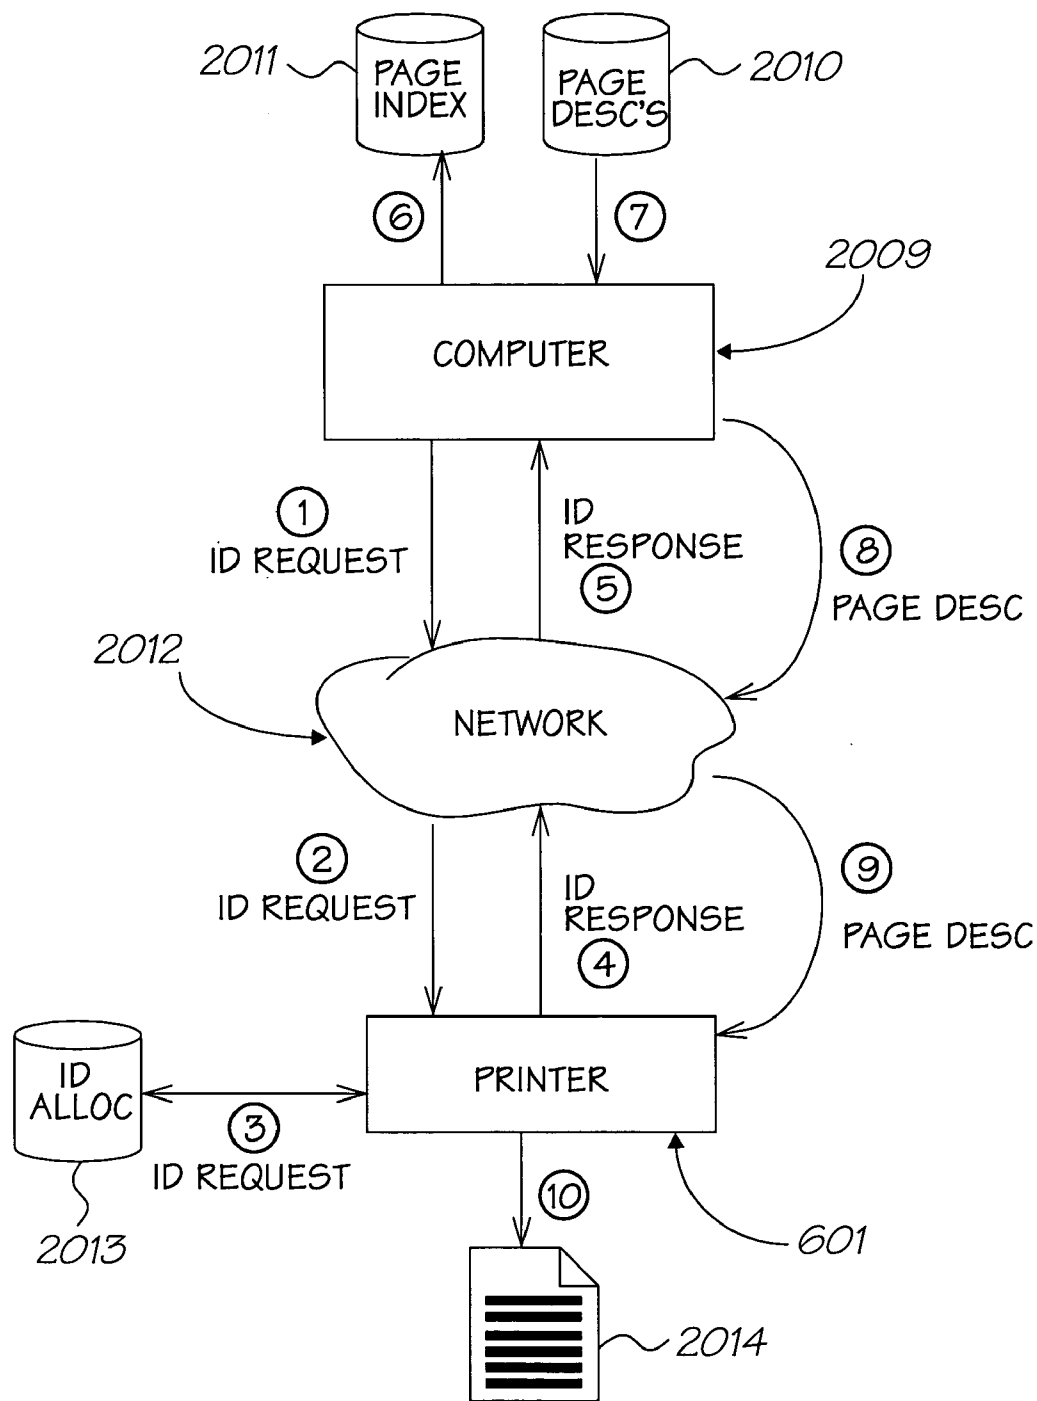 2011
PAGE
INDEX
PAGE
DESC'S
2010
6
7
2009
COMPUTER
1
ID REQUEST
ID
RESPONSE
5
8
PAGE DESC
2012
NETWORK
2
ID REQUEST
ID
RESPONSE
4
9
PAGE DESC
ID
ALLOC
PRINTER
3
ID REQUEST
2013
10
601
2014